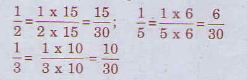 1/2 = 1 x 15/2 x 15 = 15/30; 1/5 = 1 x 6/5 x 6 = 6/30
1/3 = 1 x 10/3 x 10 = 10/30